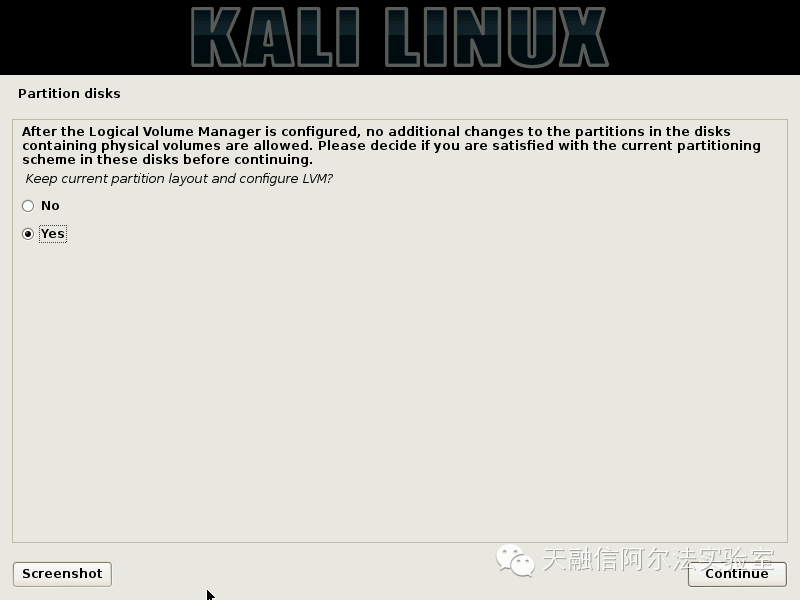 KALI LINUX
Partition disks
After the Logical Volume Manager is configured, no additional changes to the partitions in the disks
containing physical volumes are allowed. Please decide if you are satisfied with the current partitioning
scheme in these disks before continuing.
Keep current partition layout and configure LVM?
No
Yes
天融信阿尔法实验室
Screenshot
Continue